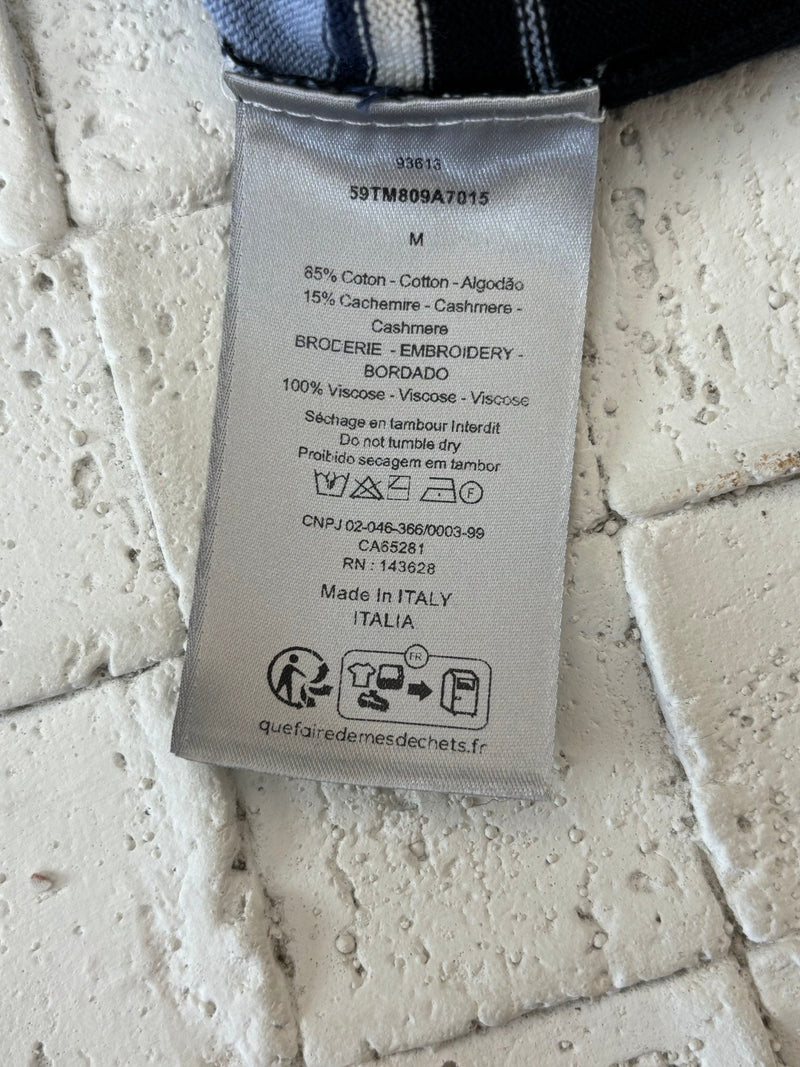 93613
59TM809A7015
M
85% Coton - Cotton - Algodão
15% Cachemire - Cashmere -
Cashmere
BRODERIE - EMBROIDERY -
BORDADO
100% Viscose - Viscose - Viscose
Séchage en tambour Interdit
Do not tumble dry
Proibido secagem em tambor
F
CNPJ 02-046-366/0003-99
CA65281
RN : 143628
Made In ITALY
ITALIA
FR
quefairedemesdechets.fr